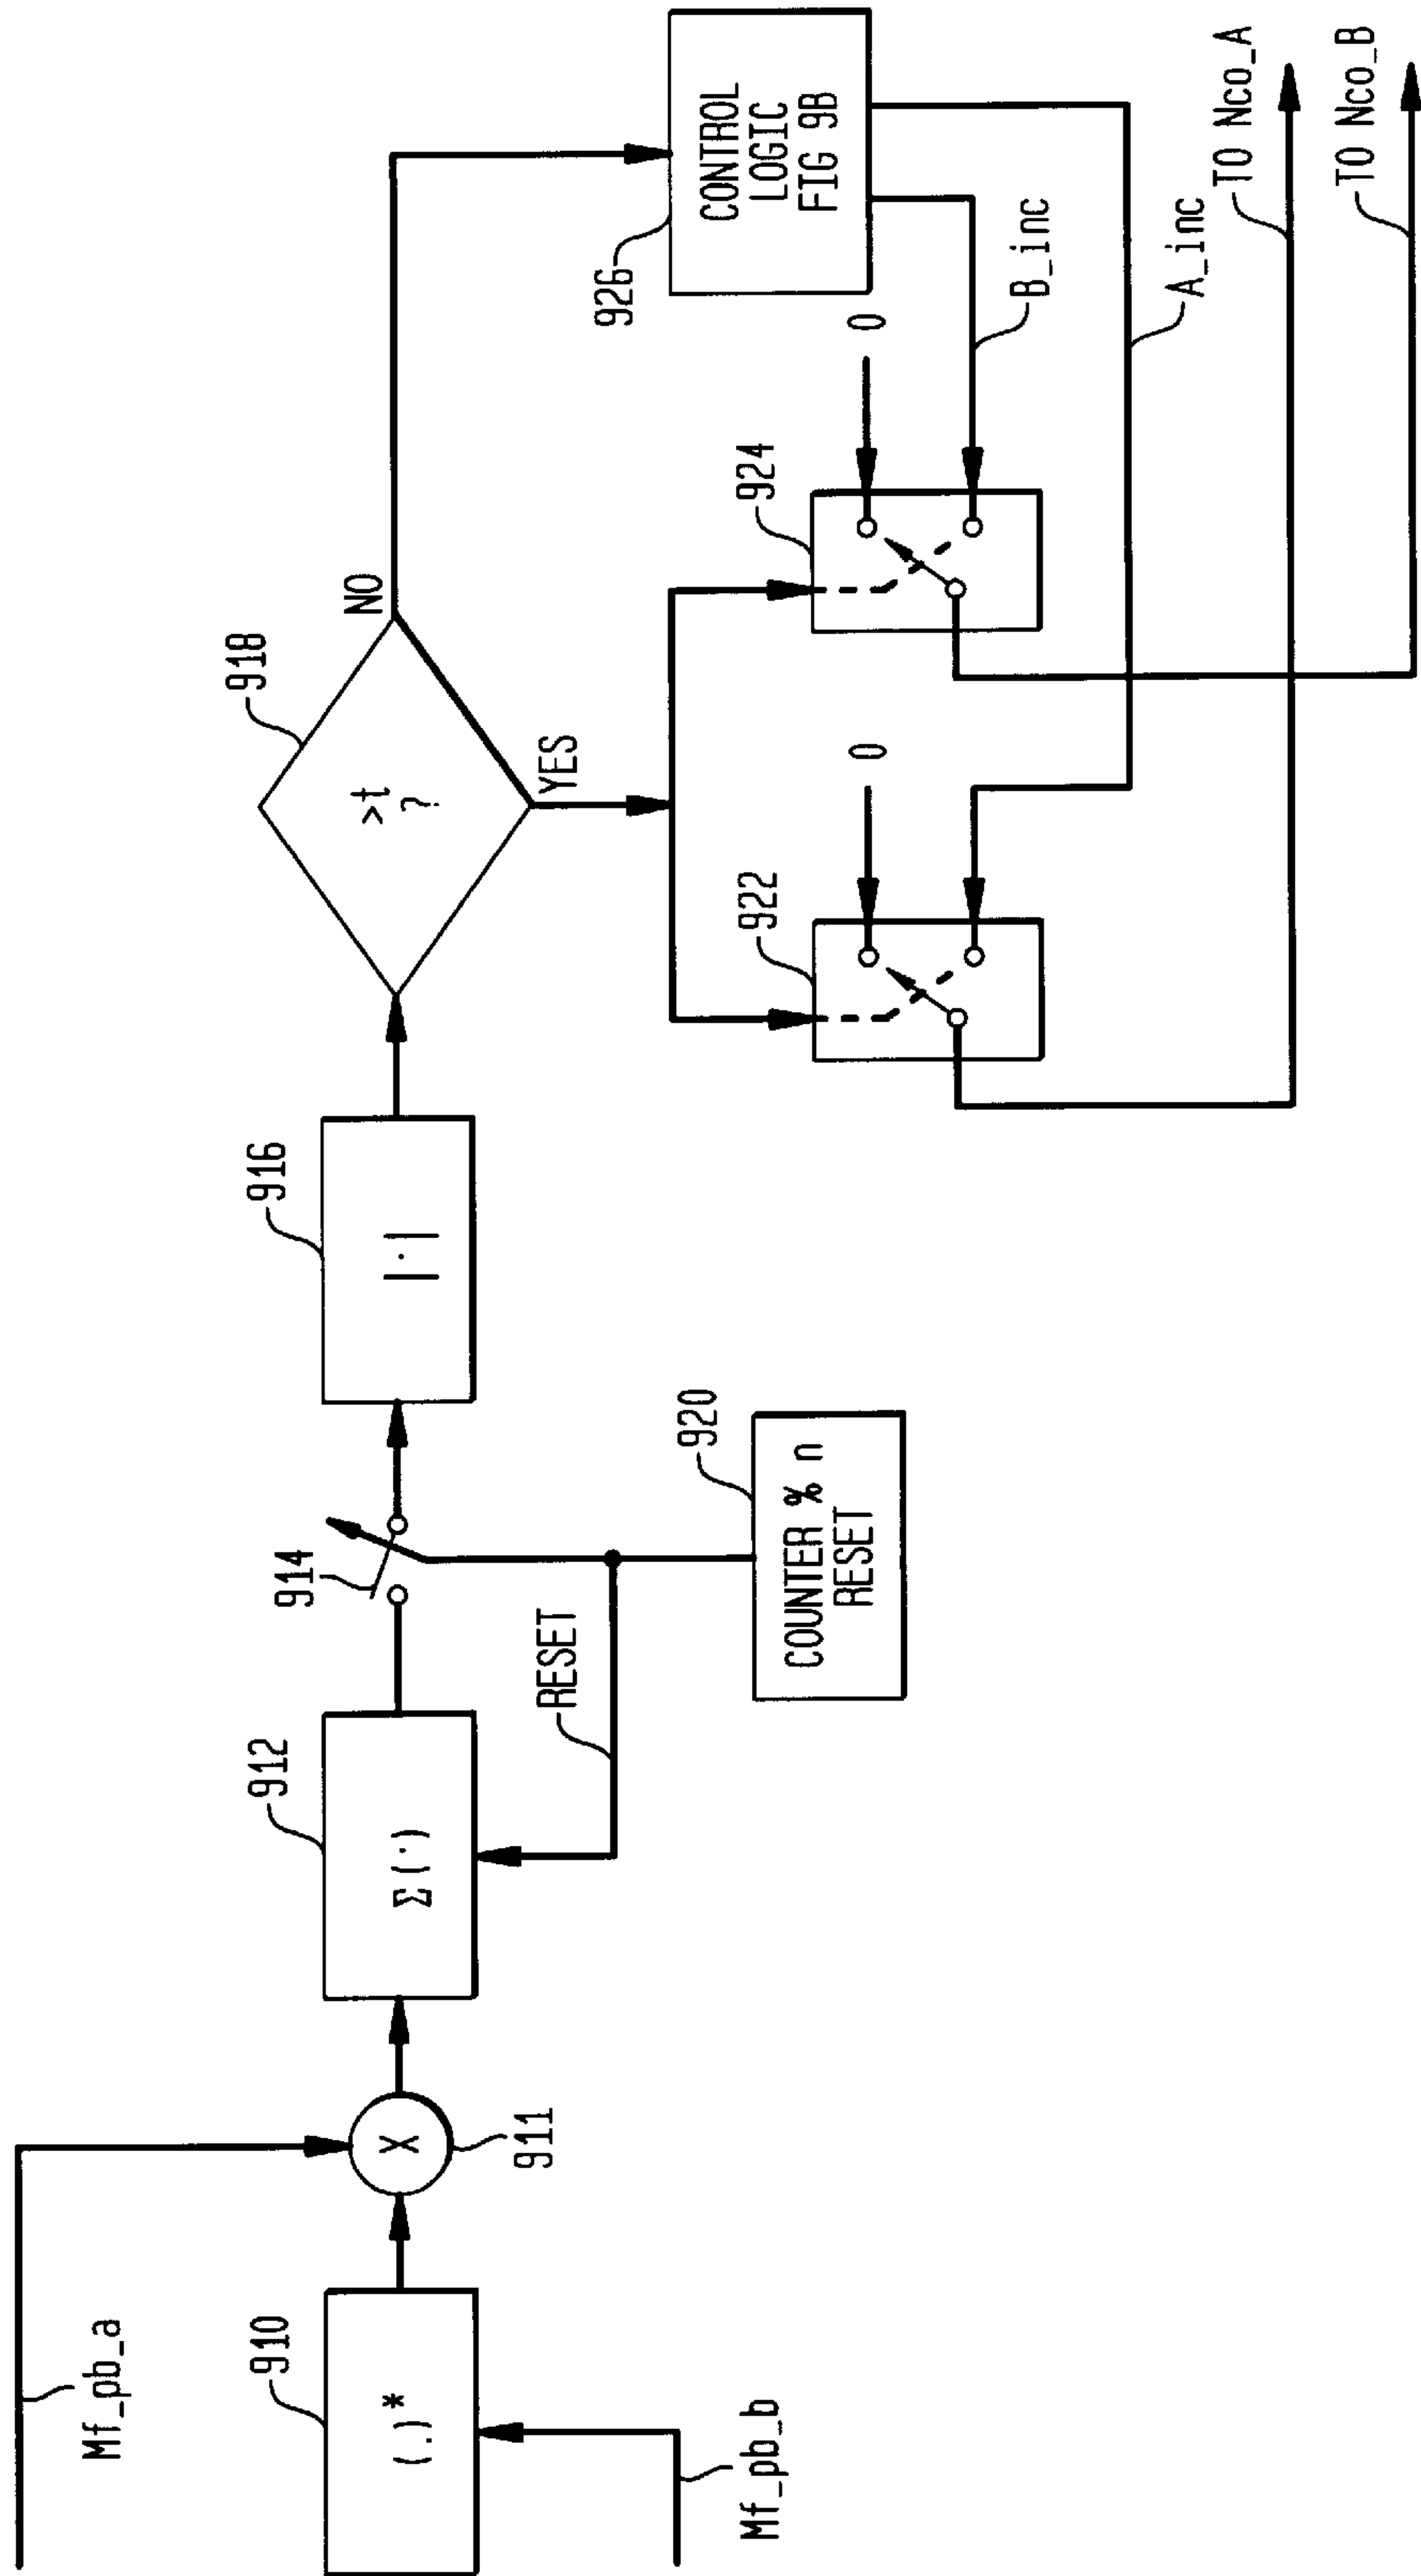 Mf_pb_a
910
(.)*
Mf_pb_b
X
911
912
Σ(·)
RESET
914
920
COUNTER % n
RESET
916
|·|
918
>t
?
NO
YES
922
0
924
0
926
CONTROL
LOGIC
FIG 9B
B_inc
A_inc
TO Nco_A
TO Nco_B